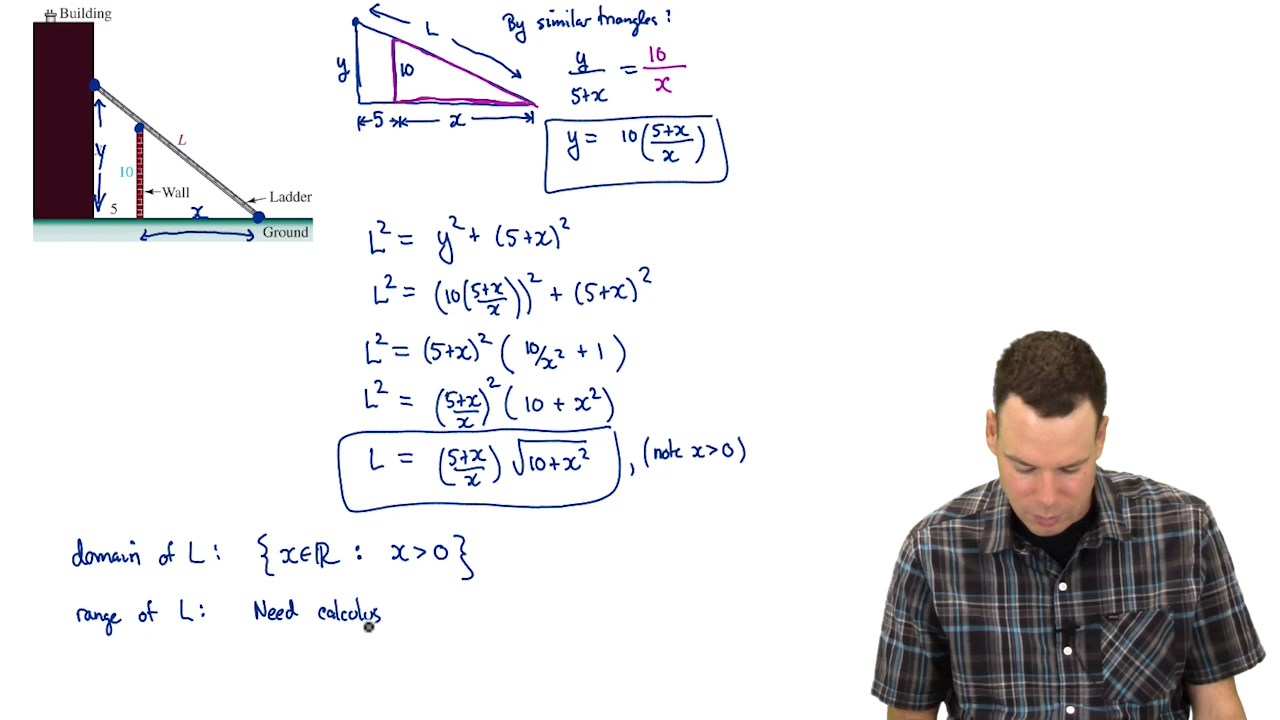 Building
L
10
Wall
Ladder
5
x
Ground
y
L
y
10
5
x
By similar triangles:
y/(5+x) = 10/x
y = 10((5+x)/x)
L² = y² + (5+x)²
L² = (10((5+x)/x))² + (5+x)²
L² = (5+x)² (10/x² + 1)
L² = ((5+x)/x)² (10 + x²)
L = ((5+x)/x) √(10+x²) , (note x>0)
domain of L: {x∈ℝ : x>0}
range of L: Need calculus